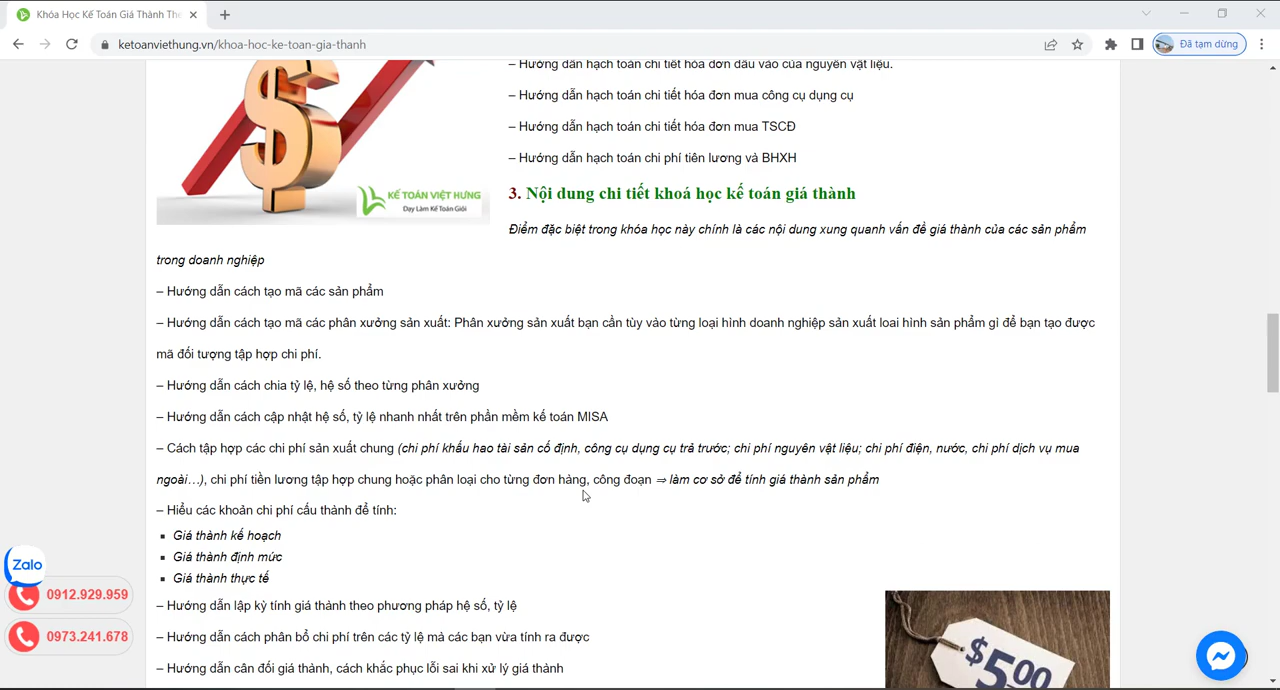 Khóa Học Kế Toán Giá Thành The
ketoanviethung.vn/khoa-hoc-ke-toan-gia-thanh
Đã tạm dừng
– Hướng dẫn hạch toán chi tiết hóa đơn đầu vào của nguyên vật liệu.
– Hướng dẫn hạch toán chi tiết hóa đơn mua công cụ dụng cụ
– Hướng dẫn hạch toán chi tiết hóa đơn mua TSCĐ
– Hướng dẫn hạch toán chi phí tiên lương và BHXH
KẾ TOÁN VIỆT HƯNG
Dạy Làm Kế Toán Giỏi
3. Nội dung chi tiết khoá học kế toán giá thành
Điểm đặc biệt trong khóa học này chính là các nội dung xung quanh vấn đề giá thành của các sản phẩm
trong doanh nghiệp
– Hướng dẫn cách tạo mã các sản phẩm
– Hướng dẫn cách tạo mã các phân xưởng sản xuất: Phân xưởng sản xuất bạn cần tùy vào từng loại hình doanh nghiệp sản xuất loai hình sản phẩm gì để bạn tạo được
mã đối tượng tập hợp chi phí.
– Hướng dẫn cách chia tỷ lệ, hệ số theo từng phân xưởng
– Hướng dẫn cách cập nhật hệ số, tỷ lệ nhanh nhất trên phần mềm kế toán MISA
– Cách tập hợp các chi phí sản xuất chung (chi phí khấu hao tài sản cố định, công cụ dụng cụ trả trước; chi phí nguyên vật liệu; chi phí điện, nước, chi phí dịch vụ mua
ngoài…), chi phí tiền lương tập hợp chung hoặc phân loại cho từng đơn hàng, công đoạn ⇒ làm cơ sở để tính giá thành sản phẩm
– Hiểu các khoản chi phí cấu thành để tính:
▪ Giá thành kế hoạch
▪ Giá thành định mức
▪ Giá thành thực tế
– Hướng dẫn lập kỳ tính giá thành theo phương pháp hệ số, tỷ lệ
– Hướng dẫn cách phân bổ chi phí trên các tỷ lệ mà các bạn vừa tính ra được
– Hướng dẫn cân đối giá thành, cách khắc phục lỗi sai khi xử lý giá thành
$5.00
Zalo
0912.929.959
0973.241.678